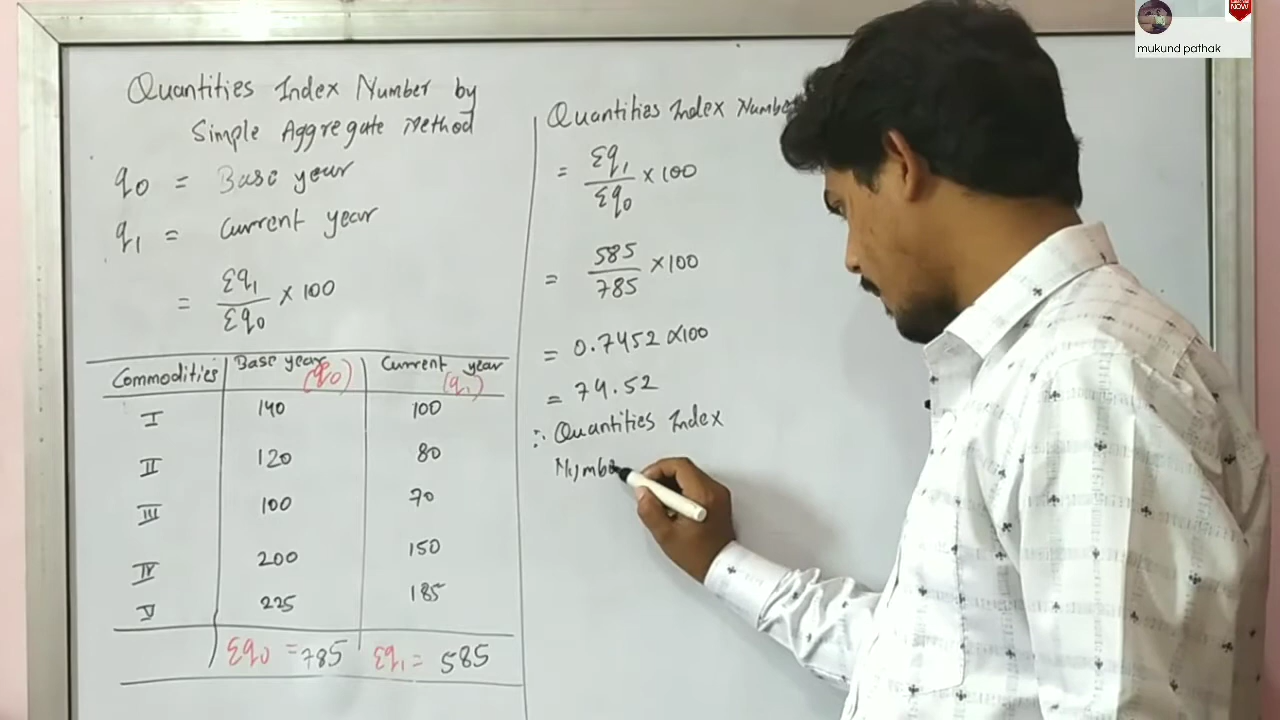 Quantities Index Number by
Simple Aggregate Method
q0 = Base year
q1 = Current year
= Σq1/Σq0 × 100
Commodities | Base year (q0) | Current year (q1)
I 140 100
II 120 80
III 100 70
IV 200 150
V 225 185
Σq0 = 785 Σq1 = 585
Quantities Index Number
= Σq1/Σq0 × 100
= 585/785 × 100
= 0.7452 × 100
= 74.52
∴ Quantities Index
Numbe
mukund pathak
NOW